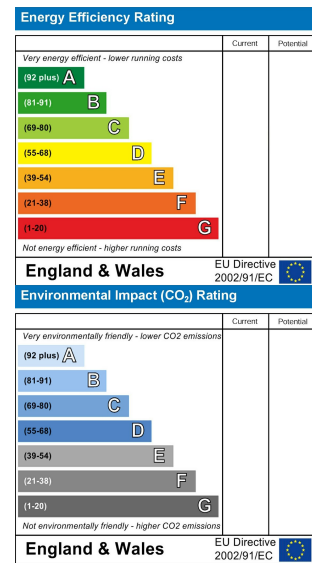 Energy Efficiency Rating
Current Potential
Very energy efficient - lower running costs
(92 plus) A
(81-91) B
(69-80) C
(55-68) D
(39-54) E
(21-38) F
(1-20) G
Not energy efficient - higher running costs
England & Wales
EU Directive
2002/91/EC
Environmental Impact (CO₂) Rating
Current Potential
Very environmentally friendly - lower CO2 emissions
(92 plus) A
(81-91) B
(69-80) C
(55-68) D
(39-54) E
(21-38) F
(1-20) G
Not environmentally friendly - higher CO2 emissions
England & Wales
EU Directive
2002/91/EC